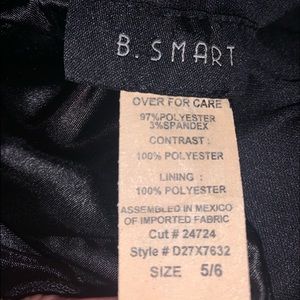 B. SMART
OVER FOR CARE
97%POLYESTER
3%SPANDEX
CONTRAST :
100% POLYESTER
LINING :
100% POLYESTER
ASSEMBLED IN MEXICO
OF IMPORTED FABRIC
Cut # 24724
Style # D27X7632
SIZE 5/6